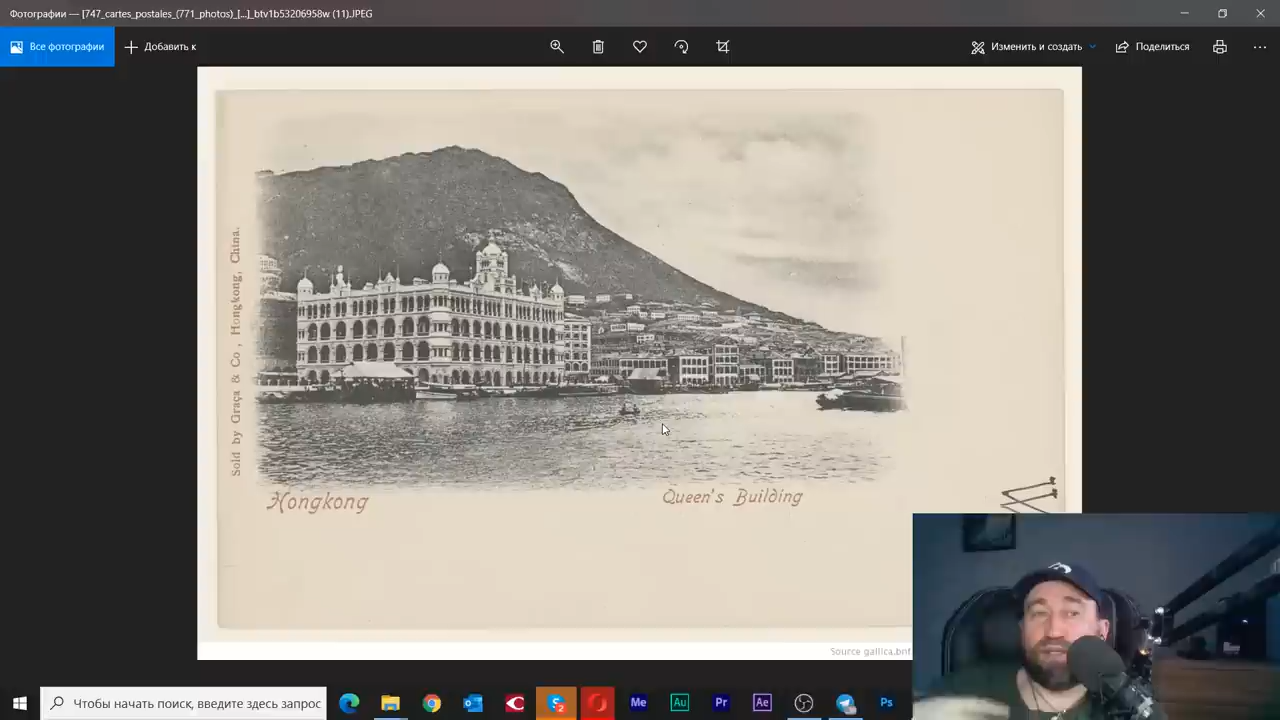 Фотографии — [747_cartes_postales_(771_photos)_[...]_btv1b53206958w (11).JPEG
Все фотографии
Добавить к
Изменить и создать
Поделиться
Sold by Graça & Co, Hongkong, China.
Hongkong
Queen's Building
Source gallica.bnf
Чтобы начать поиск, введите здесь запрос
2
Me
Au
Pr
Ae
Ps